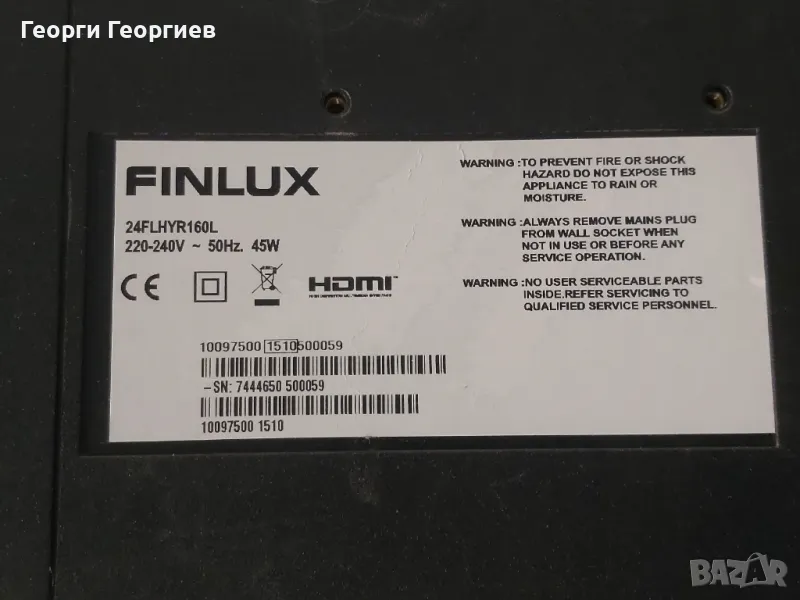 Георги Георгиев
FINLUX
24FLHYR160L
220-240V ~ 50Hz. 45W
CE
HDMI
WARNING :TO PREVENT FIRE OR SHOCK
HAZARD DO NOT EXPOSE THIS
APPLIANCE TO RAIN OR
MOISTURE.
WARNING :ALWAYS REMOVE MAINS PLUG
FROM WALL SOCKET WHEN
NOT IN USE OR BEFORE ANY
SERVICE OPERATION.
WARNING :NO USER SERVICEABLE PARTS
INSIDE.REFER SERVICING TO
QUALIFIED SERVICE PERSONNEL.
10097500 1510500059
-SN: 7444650 500059
10097500 1510
BAZAR